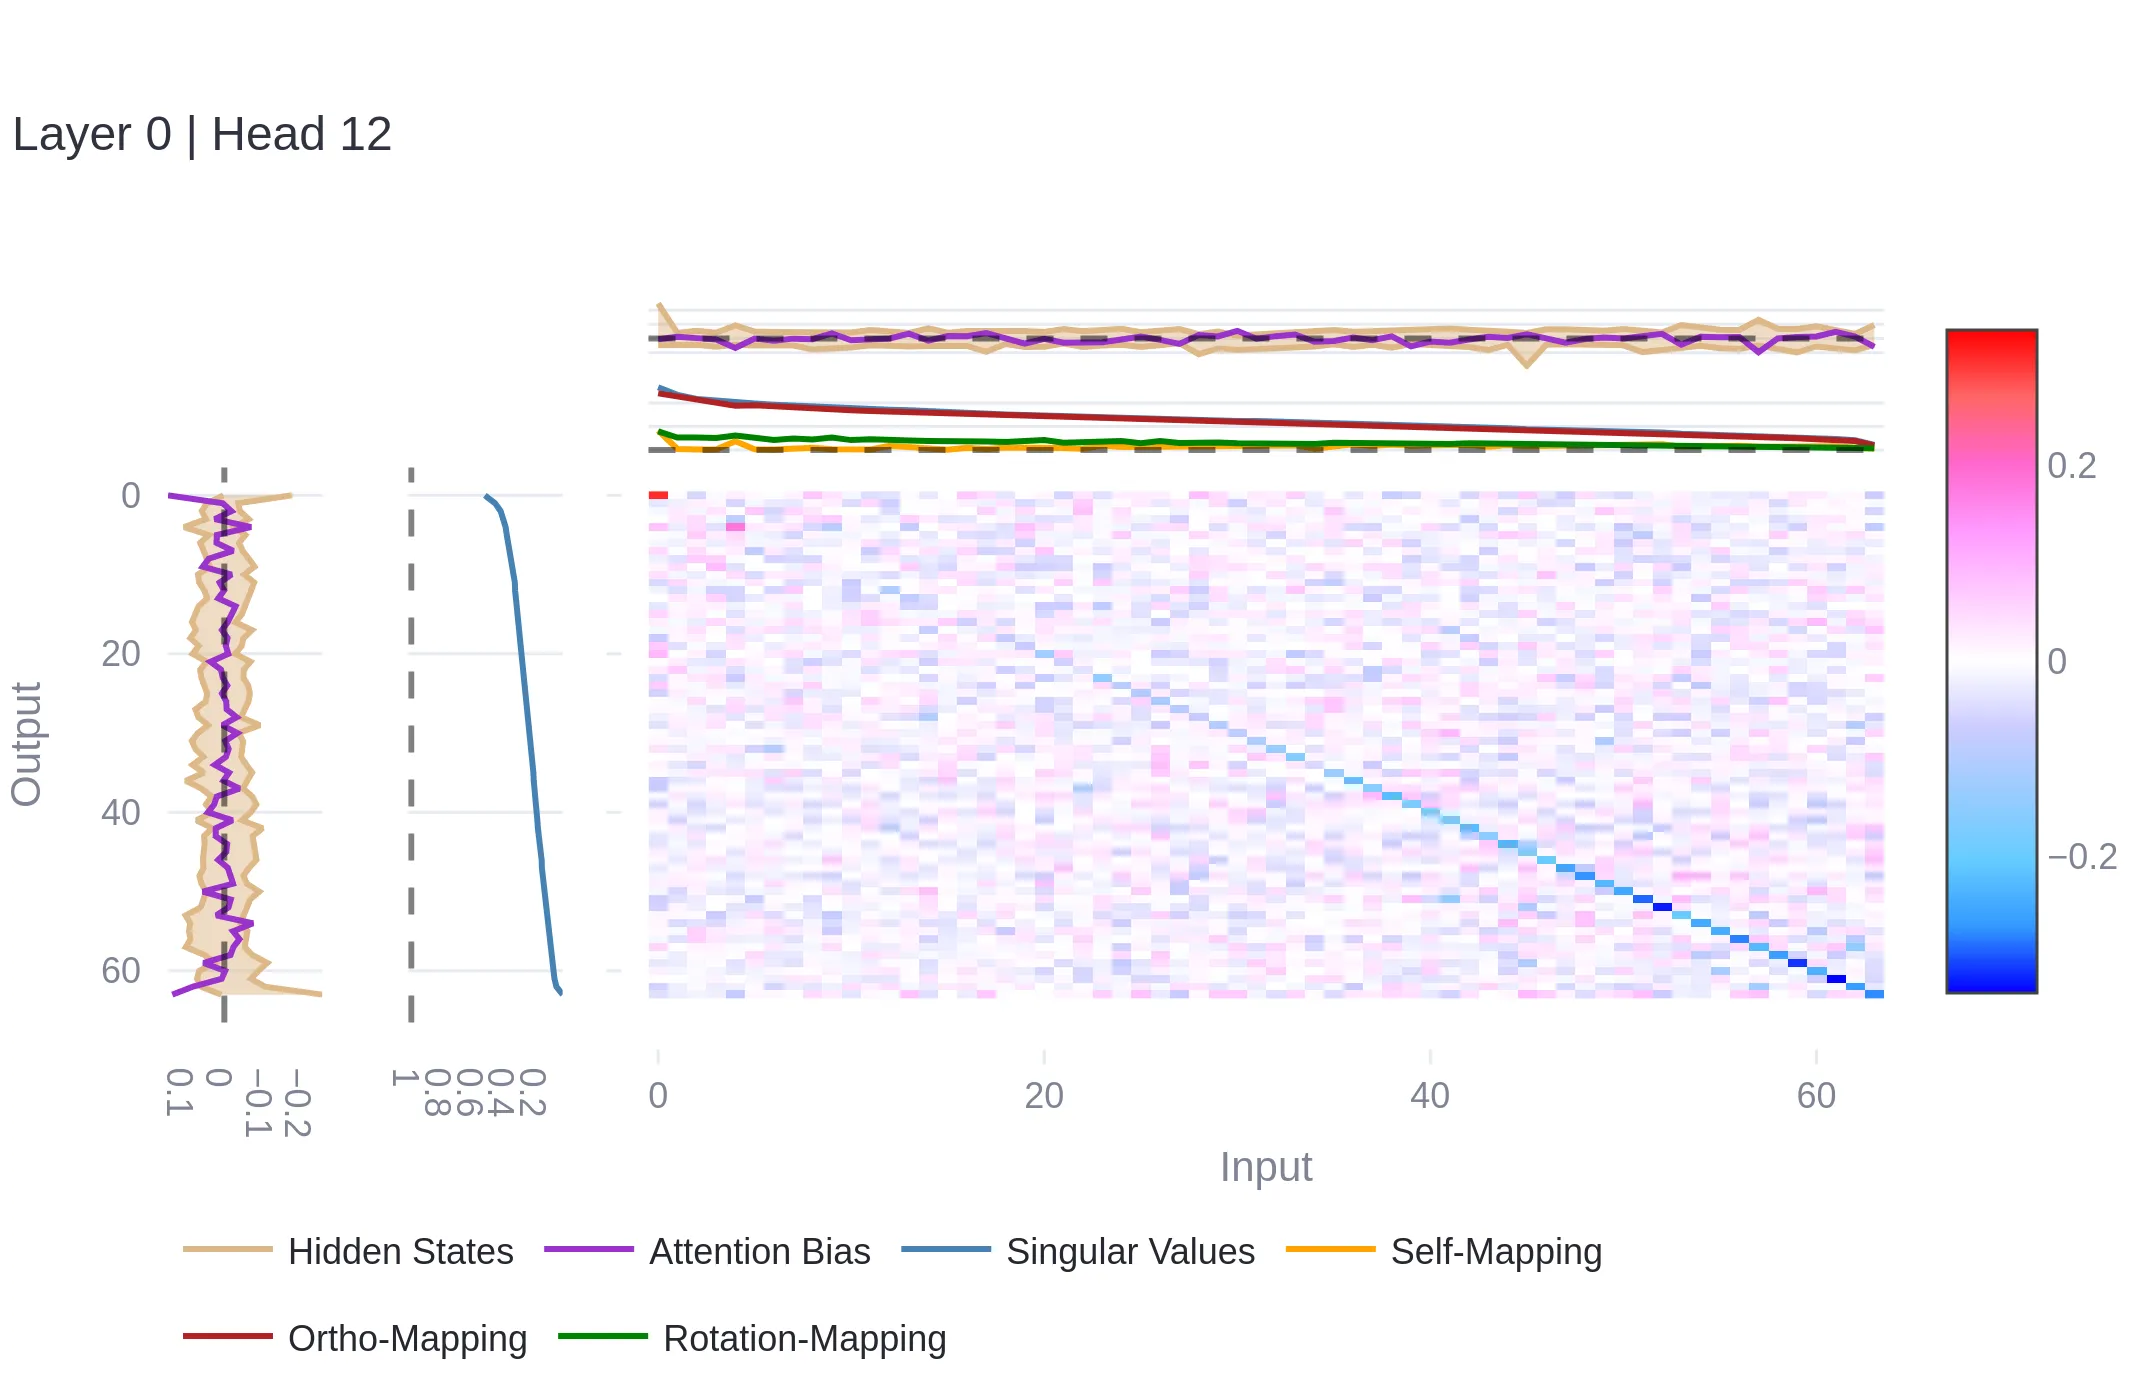 Layer 0 | Head 12
0
20
40
60
Output
0.1
0
−0.1
−0.2
1
0.8
0.6
0.4
0.2
0
20
40
60
Input
0.2
0
−0.2
Hidden States
Attention Bias
Singular Values
Self-Mapping
Ortho-Mapping
Rotation-Mapping